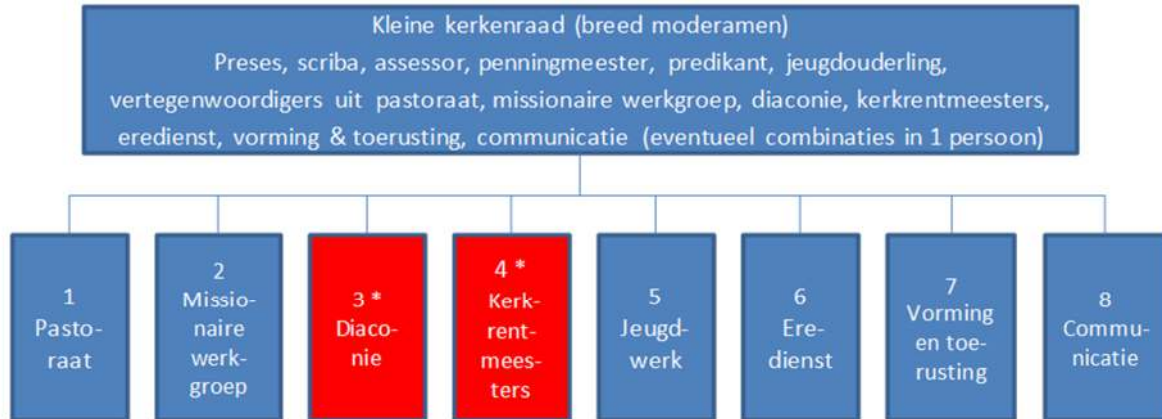 Kleine kerkenraad (breed moderamen)
Preses, scriba, assessor, penningmeester, predikant, jeugdouderling,
vertegenwoordigers uit pastoraat, missionaire werkgroep, diaconie, kerkrentmeesters,
eredienst, vorming & toerusting, communicatie (eventueel combinaties in 1 persoon)
1
Pasto-
raat
2
Missio-
naire
werk-
groep
3 *
Diaco-
nie
4 *
Kerk-
rent-
mees-
ters
5
Jeugd-
werk
6
Ere-
dienst
7
Vorming
en toe-
rusting
8
Commu-
nicatie